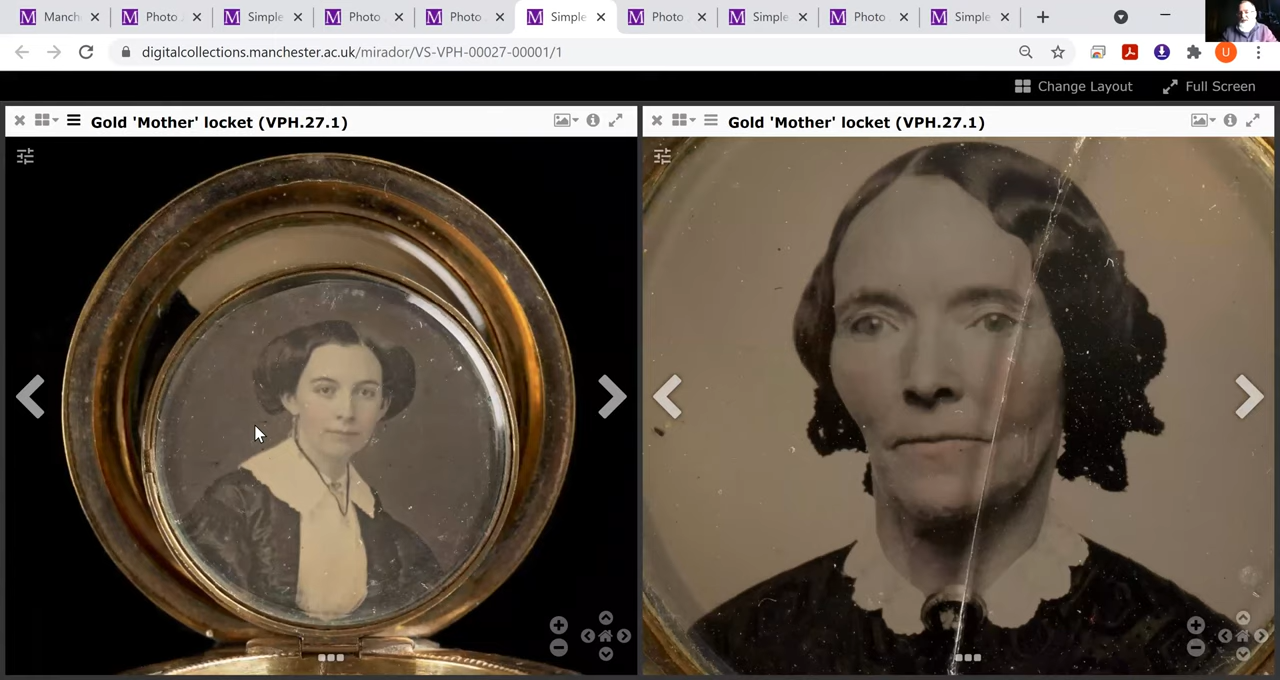 Manch
Photo
Simple
Photo
Photo
Simple
Photo
Simple
Photo
Simple
digitalcollections.manchester.ac.uk/mirador/VS-VPH-00027-00001/1
U
Change Layout
Full Screen
Gold 'Mother' locket (VPH.27.1)
Gold 'Mother' locket (VPH.27.1)